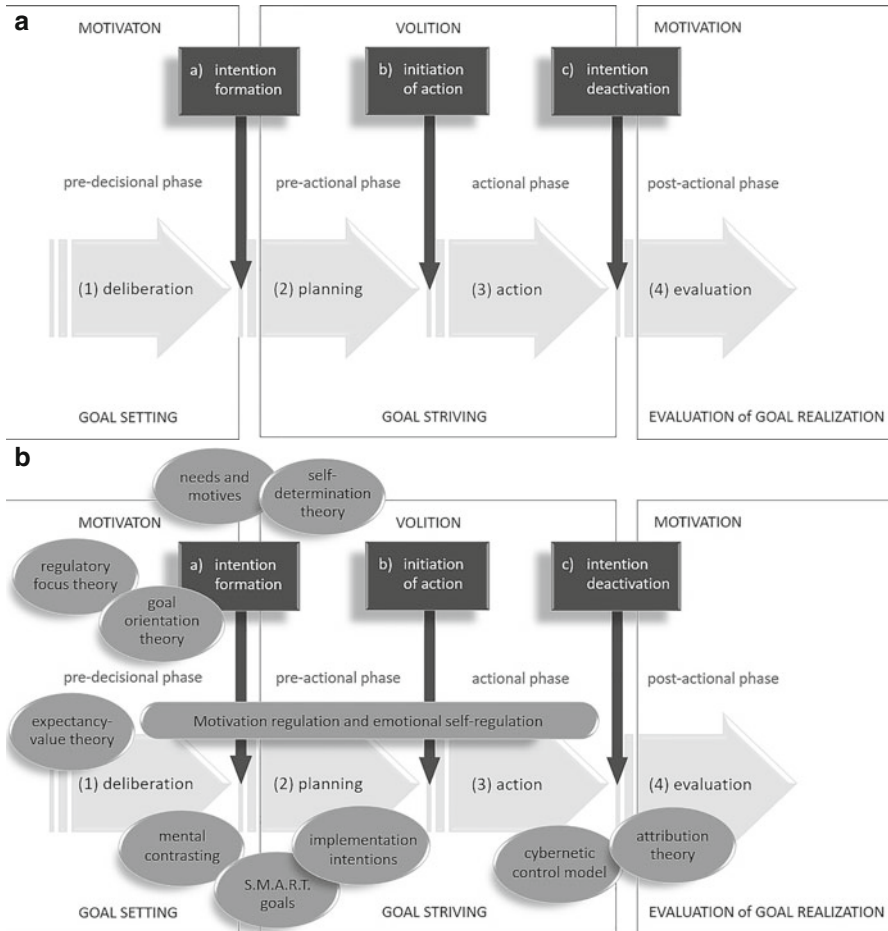 a
MOTIVATON
VOLITION
MOTIVATION
a) intention
formation
b) initiation
of action
c) intention
deactivation
pre-decisional phase
pre-actional phase
actional phase
post-actional phase
(1) deliberation
(2) planning
(3) action
(4) evaluation
GOAL SETTING
GOAL STRIVING
EVALUATION of GOAL REALIZATION
b
needs and
motives
self-
determination
theory
MOTIVATON
VOLITION
MOTIVATION
regulatory
focus theory
goal
orientation
theory
a) intention
formation
b) initiation
of action
c) intention
deactivation
pre-decisional phase
pre-actional phase
actional phase
post-actional phase
expectancy-
value theory
Motivation regulation and emotional self-regulation
(1) deliberation
(2) planning
(3) action
(4) evaluation
mental
contrasting
S.M.A.R.T.
goals
implementation
intentions
cybernetic
control model
attribution
theory
GOAL SETTING
GOAL STRIVING
EVALUATION of GOAL REALIZATION